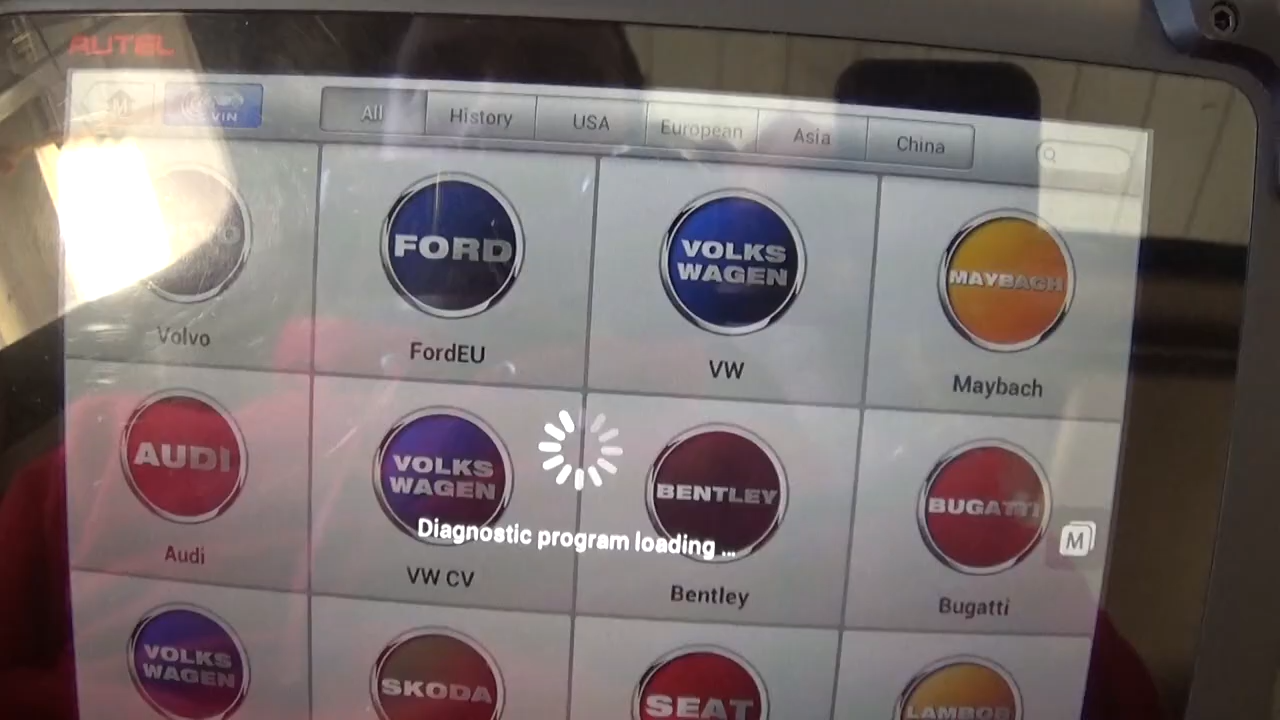 AUTEL
M
VIN
All
History
USA
European
Asia
China
FORD
VOLKS
WAGEN
MAYBACH
Volvo
FordEU
VW
Maybach
AUDI
VOLKS
WAGEN
BENTLEY
BUGATTI
Diagnostic program loading ...
M
Audi
VW CV
Bentley
Bugatti
VOLKS
WAGEN
SKODA
SEAT